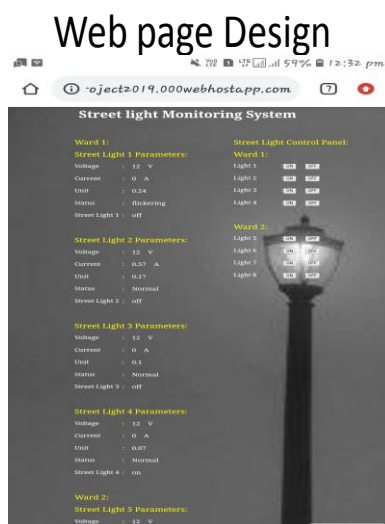 Web page Design
59% 12:32 pm
oject2019.000webhostapp.com 7
Street light Monitoring System
Ward 1:
Street Light 1 Parameters:
Voltage : 12 V
Current : 0 A
Unit : 0.24
Status : flickering
Street Light 1 : off
Street Light 2 Parameters:
Voltage : 12 V
Current : 0.57 A
Unit : 0.17
Status : Normal
Street Light 2 : off
Street Light 3 Parameters:
Voltage : 12 V
Current : 0 A
Unit : 0.1
Status : Normal
Street Light 3 : off
Street Light 4 Parameters:
Voltage : 12 V
Current : 0 A
Unit : 0.07
Status : Normal
Street Light 4 : on
Ward 2:
Street Light 5 Parameters:
Voltage : 12 V
Street Light Control Panel:
Ward 1:
Light 1 ON OFF
Light 2 ON OFF
Light 3 ON OFF
Light 4 ON OFF
Ward 2:
Light 5 ON OFF
Light 6 ON OFF
Light 7 ON OFF
Light 8 ON OFF